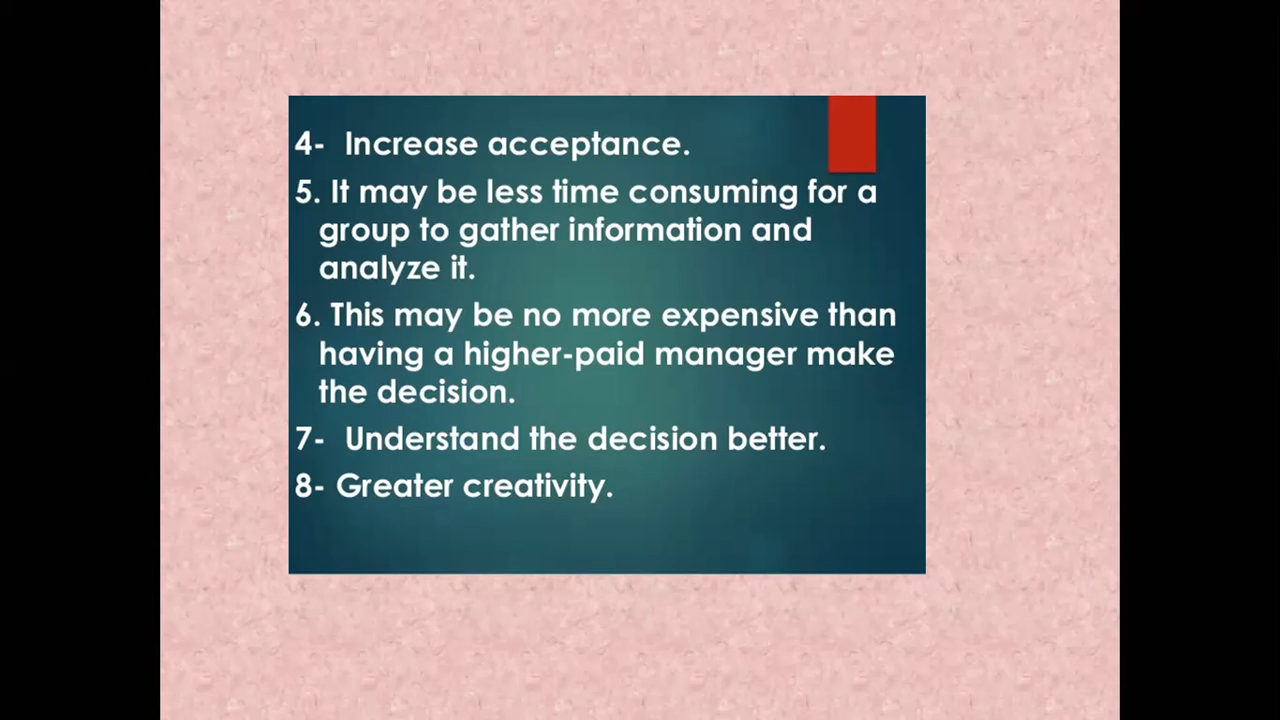 4-  Increase acceptance.
5. It may be less time consuming for a
group to gather information and
analyze it.
6. This may be no more expensive than
having a higher-paid manager make
the decision.
7-  Understand the decision better.
8- Greater creativity.